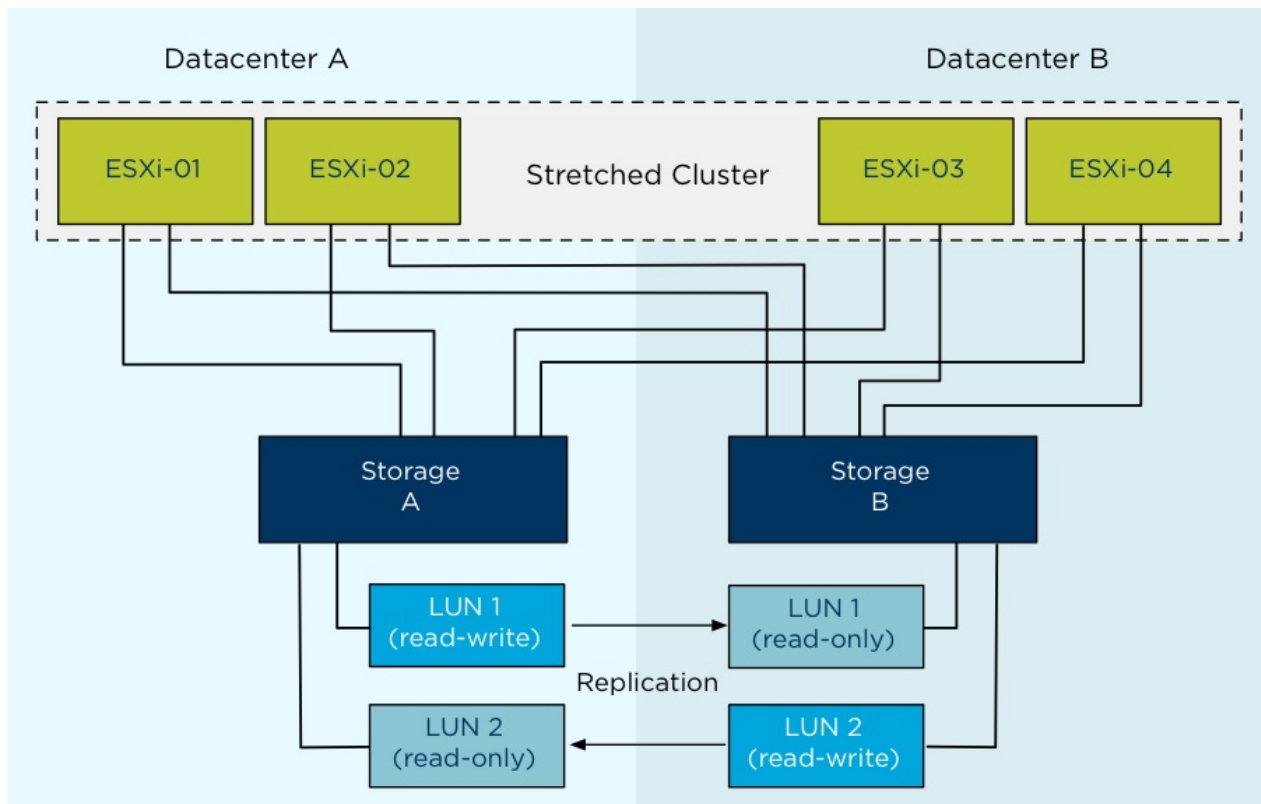 Datacenter A
Datacenter B
ESXi-01
ESXi-02
Stretched Cluster
ESXi-03
ESXi-04
Storage
A
Storage
B
LUN 1
(read-write)
LUN 1
(read-only)
Replication
LUN 2
(read-only)
LUN 2
(read-write)